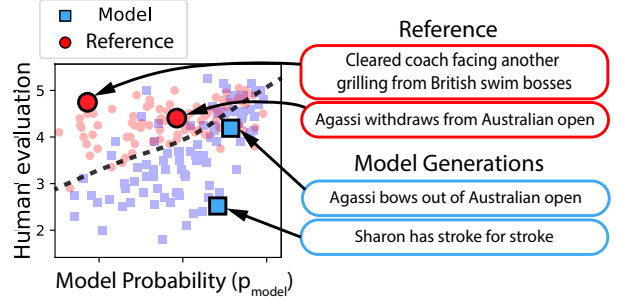 Model
Reference
Human evaluation
5
4
3
2
Model Probability (p_model)
Reference
Cleared coach facing another
grilling from British swim bosses
Agassi withdraws from Australian open
Model Generations
Agassi bows out of Australian open
Sharon has stroke for stroke